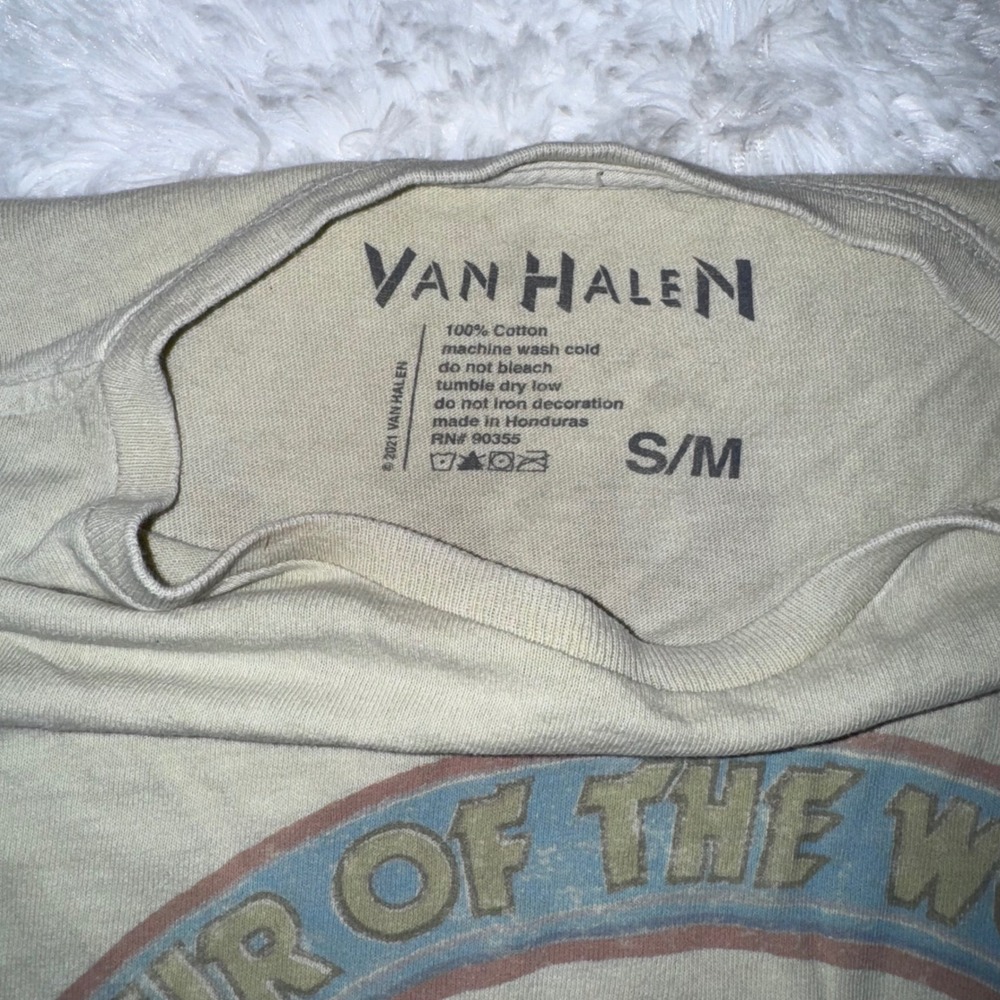 VAN HALEN
100% Cotton
machine wash cold
do not bleach
tumble dry low
do not iron decoration
made in Honduras
RN# 90355
© 2021 VAN HALEN
S/M
OF THE